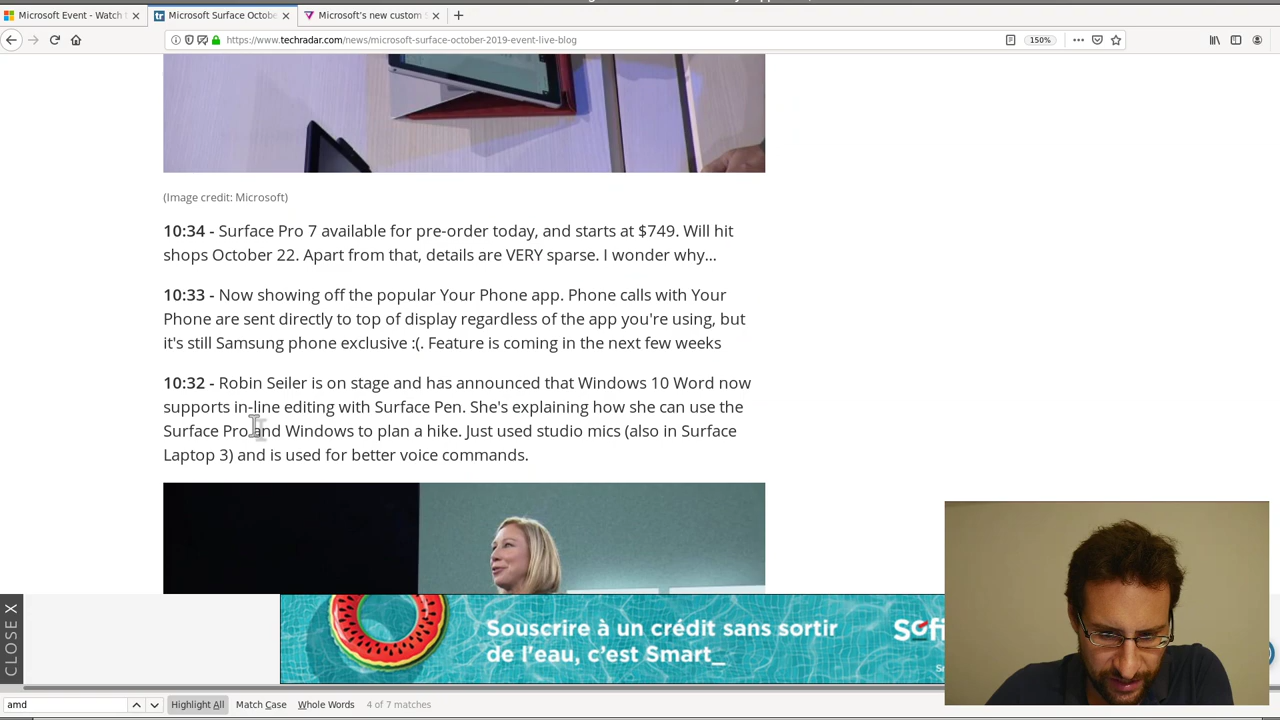 Microsoft Event - Watch
Microsoft Surface Octobe
Microsoft's new custom
https://www.techradar.com/news/microsoft-surface-october-2019-event-live-blog
150%
(Image credit: Microsoft)
10:34 - Surface Pro 7 available for pre-order today, and starts at $749. Will hit
shops October 22. Apart from that, details are VERY sparse. I wonder why...
10:33 - Now showing off the popular Your Phone app. Phone calls with Your
Phone are sent directly to top of display regardless of the app you're using, but
it's still Samsung phone exclusive :(. Feature is coming in the next few weeks
10:32 - Robin Seiler is on stage and has announced that Windows 10 Word now
supports in-line editing with Surface Pen. She's explaining how she can use the
Surface Pro and Windows to plan a hike. Just used studio mics (also in Surface
Laptop 3) and is used for better voice commands.
CLOSE X
Souscrire à un crédit sans sortir
de l'eau, c'est Smart_
Sofi
amd
Highlight All
Match Case
Whole Words
4 of 7 matches